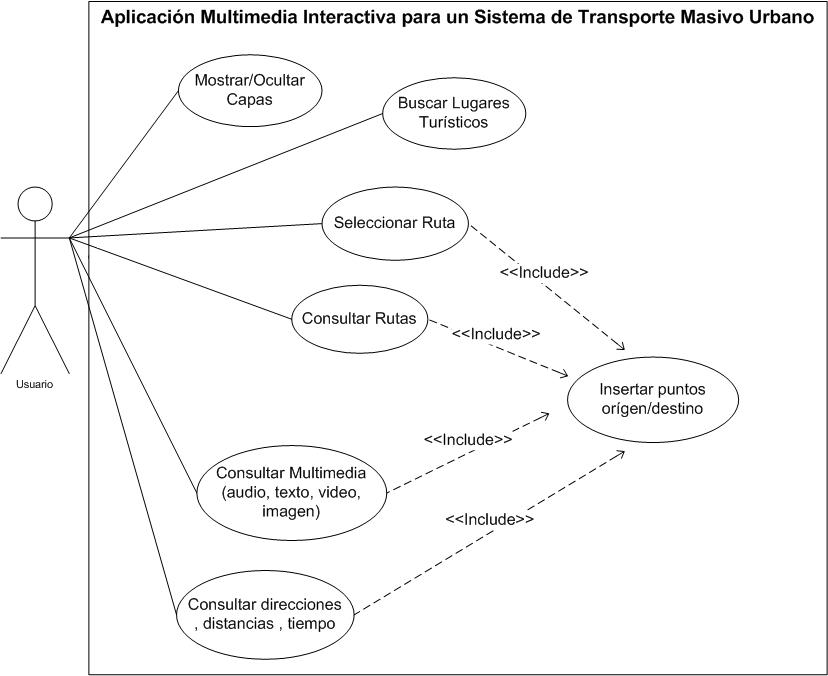 Aplicación Multimedia Interactiva para un Sistema de Transporte Masivo Urbano
Mostrar/Ocultar
Capas
Buscar Lugares
Turísticos
Seleccionar Ruta
<<Include>>
Consultar Rutas
<<Include>>
Usuario
Insertar puntos
orígen/destino
<<Include>>
Consultar Multimedia
(audio, texto, video,
imagen)
<<Include>>
Consultar direcciones
, distancias , tiempo